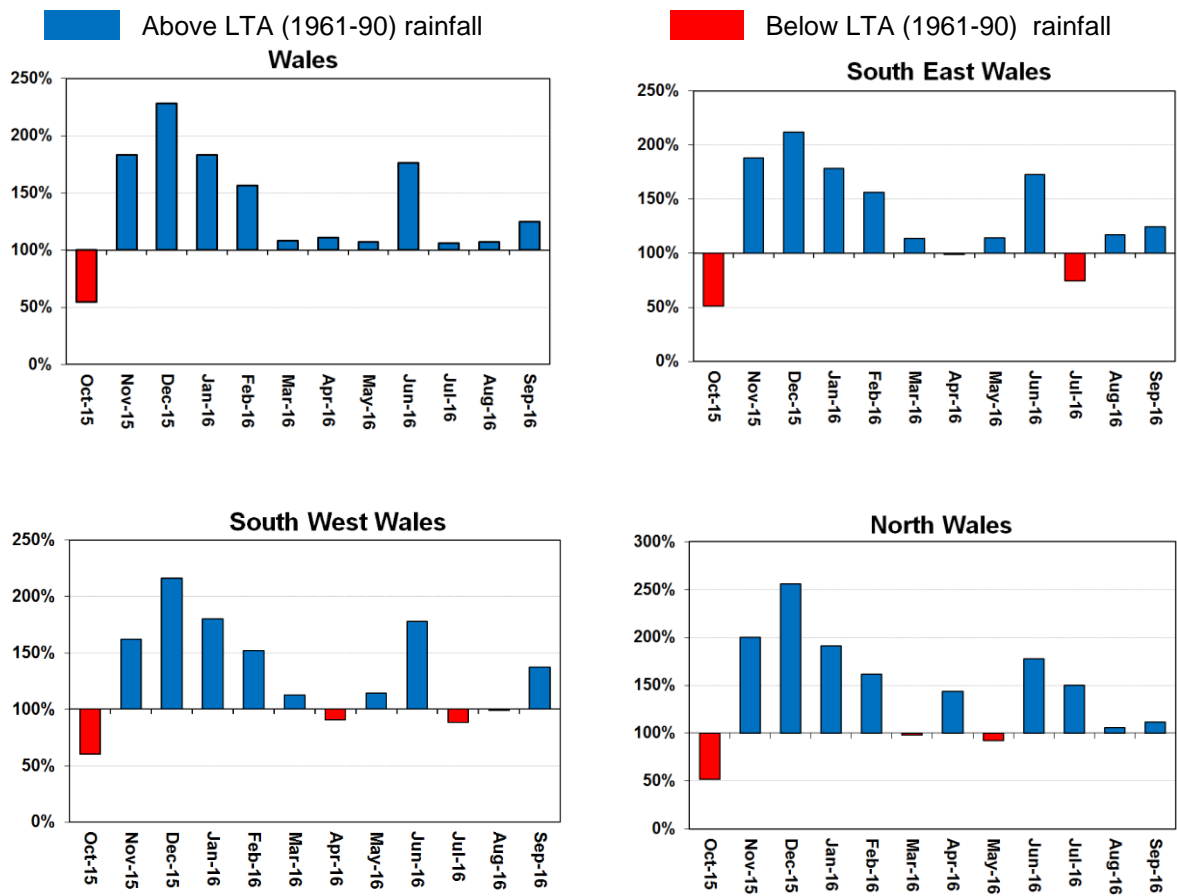 Above LTA (1961-90) rainfall
Below LTA (1961-90) rainfall
Wales
250%
200%
150%
100%
50%
0%
Oct-15
Nov-15
Dec-15
Jan-16
Feb-16
Mar-16
Apr-16
May-16
Jun-16
Jul-16
Aug-16
Sep-16
South East Wales
250%
200%
150%
100%
50%
0%
Oct-15
Nov-15
Dec-15
Jan-16
Feb-16
Mar-16
Apr-16
May-16
Jun-16
Jul-16
Aug-16
Sep-16
South West Wales
250%
200%
150%
100%
50%
0%
Oct-15
Nov-15
Dec-15
Jan-16
Feb-16
Mar-16
Apr-16
May-16
Jun-16
Jul-16
Aug-16
Sep-16
North Wales
300%
250%
200%
150%
100%
50%
0%
Oct-15
Nov-15
Dec-15
Jan-16
Feb-16
Mar-16
Apr-16
May-16
Jun-16
Jul-16
Aug-16
Sep-16